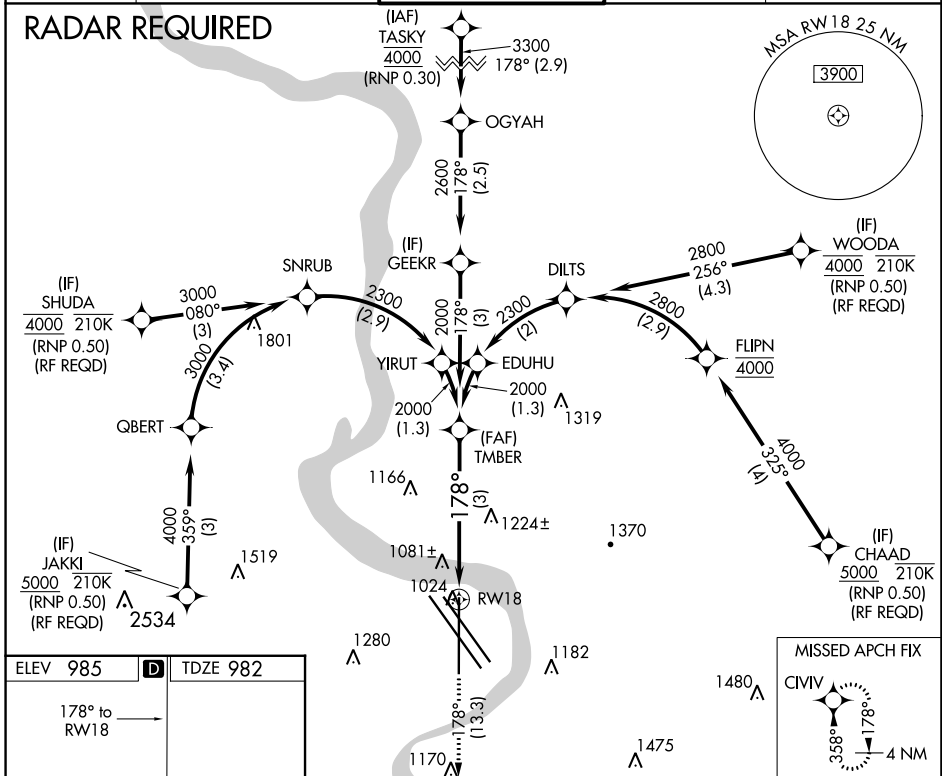 RADAR REQUIRED
(IAF)
TASKY
4000
(RNP 0.30)
3300
178° (2.9)
OGYAH
2600
178°
(2.5)
MSA RW18 25 NM
3900
(IF)
GEEKR
2000
178°
(3)
(IF)
WOODA
4000 210K
(RNP 0.50)
(RF REQD)
2800
256°
(4.3)
DILTS
2300
(2)
2800
(2.9)
FLIPN
4000
SNRUB
2300
(2.9)
(IF)
SHUDA
4000 210K
(RNP 0.50)
(RF REQD)
3000
080°
(3)
1801
3000
(3.4)
QBERT
YIRUT
EDUHU
2000
(1.3)
2000
(1.3)
1319
(FAF)
TMBER
4000
325°
(4)
(IF)
CHAAD
5000 210K
(RNP 0.50)
(RF REQD)
4000
359°
(3)
(IF)
JAKKI
5000 210K
(RNP 0.50)
(RF REQD)
2534
1519
1166
178°
(3)
1224±
1370
1081±
1024
RW18
1280
1182
1480
178°
(13.3)
1170
1475
ELEV 985
D
TDZE 982
178° to
RW18
MISSED APCH FIX
CIVIV
358°
178°
4 NM